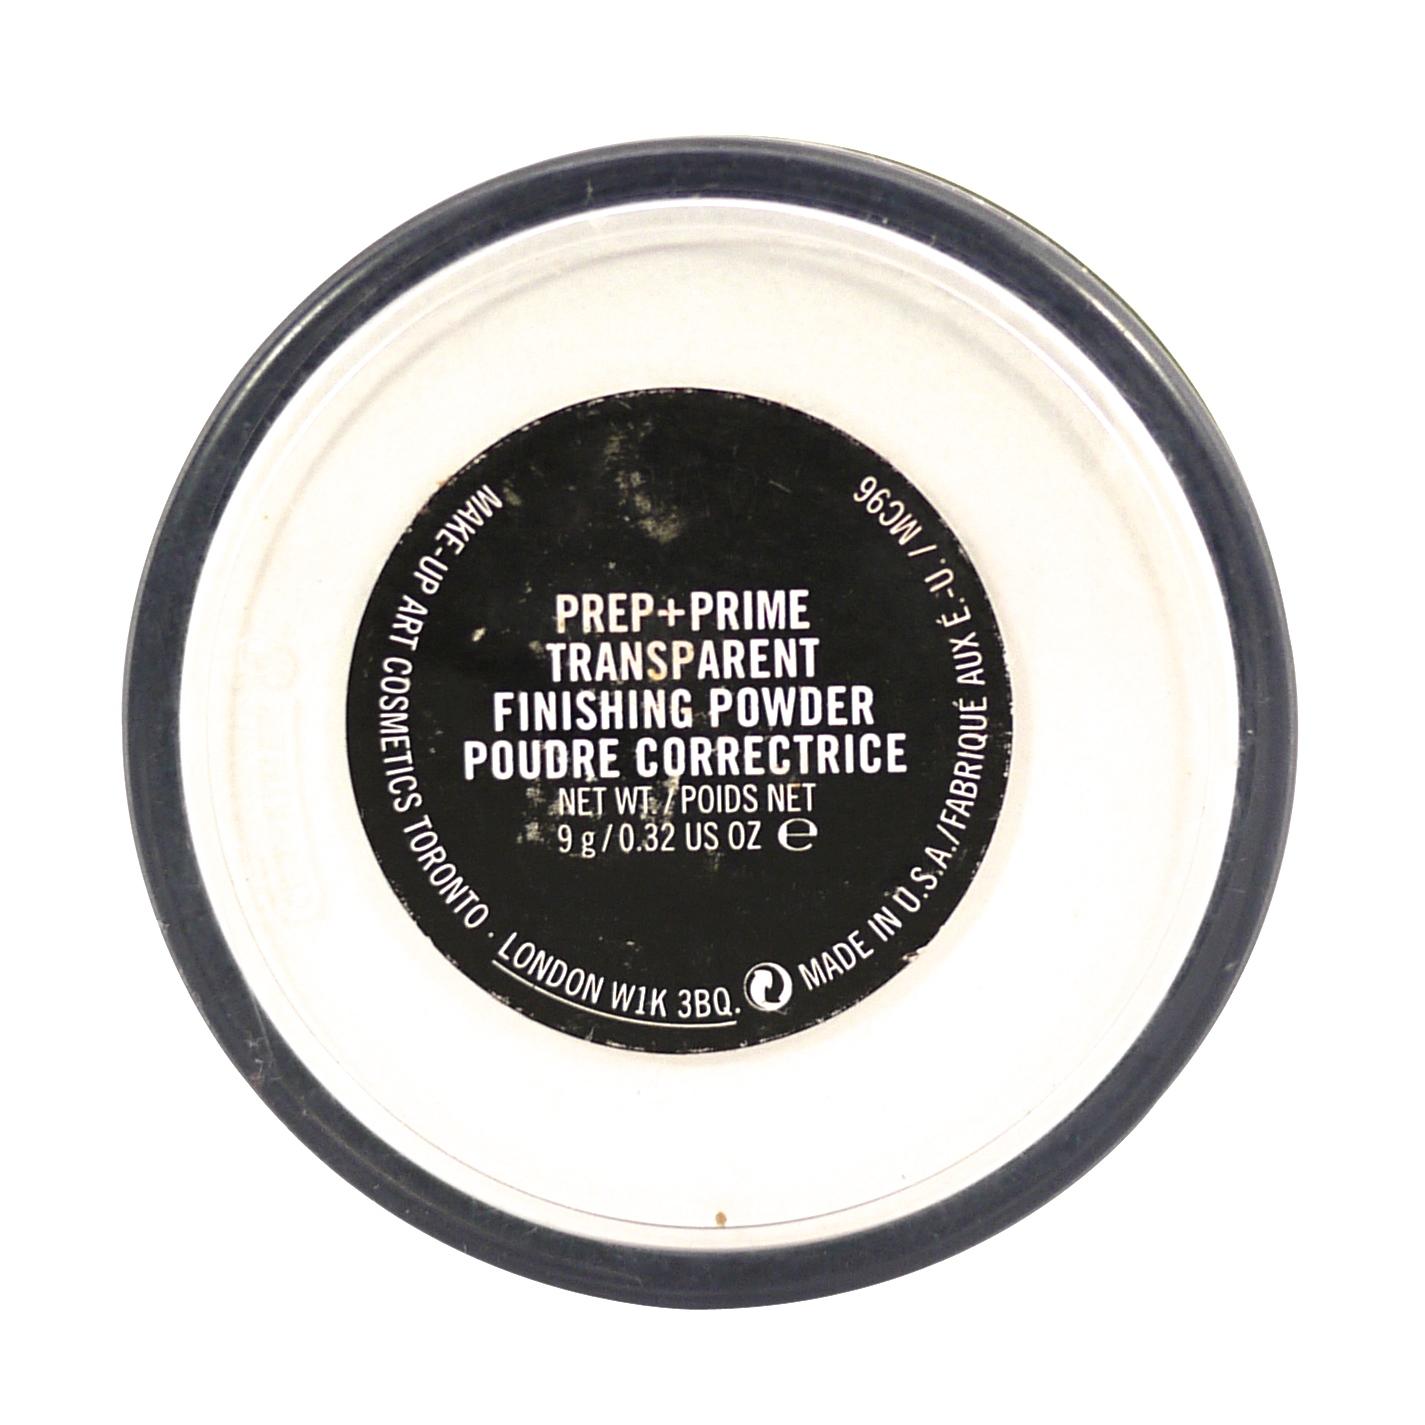 PREP+PRIME
TRANSPARENT
FINISHING POWDER
POUDRE CORRECTRICE
NET WT./POIDS NET
9 g/0.32 US OZ ℮
MAKE-UP ART COSMETICS TORONTO · LONDON W1K 3BQ. MADE IN U.S.A./FABRIQUÉ AUX É.-U. / MC96